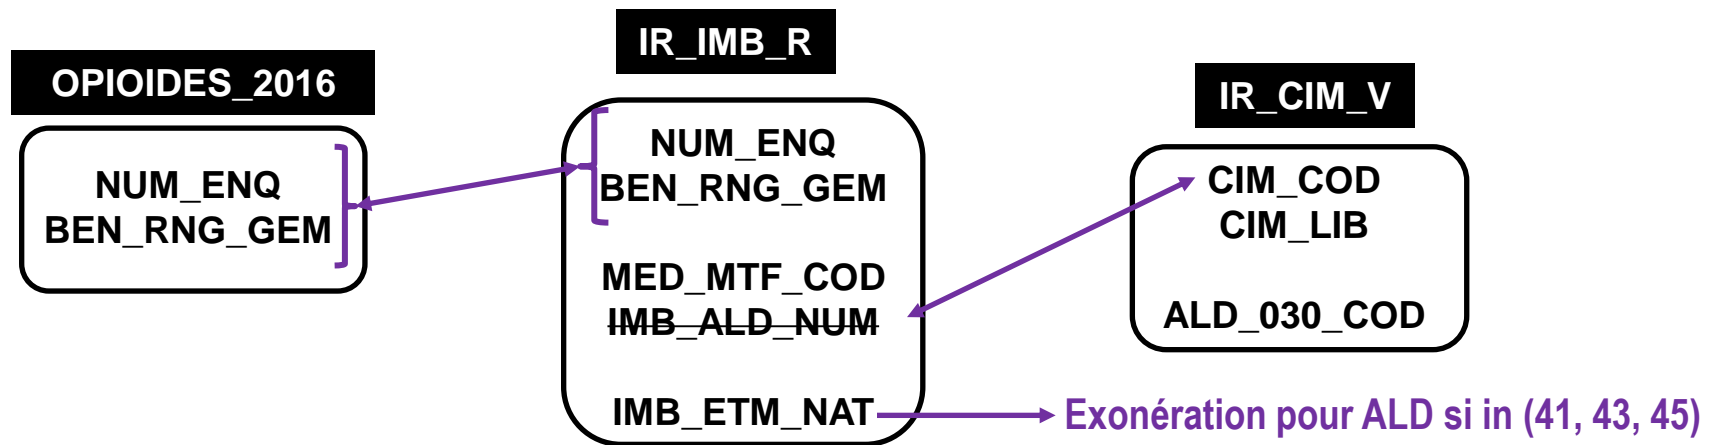 OPIOIDES_2016
NUM_ENQ
BEN_RNG_GEM
IR_IMB_R
NUM_ENQ
BEN_RNG_GEM
MED_MTF_COD
IMB_ALD_NUM
IMB_ETM_NAT
Exonération pour ALD si in (41, 43, 45)
IR_CIM_V
CIM_COD
CIM_LIB
ALD_030_COD